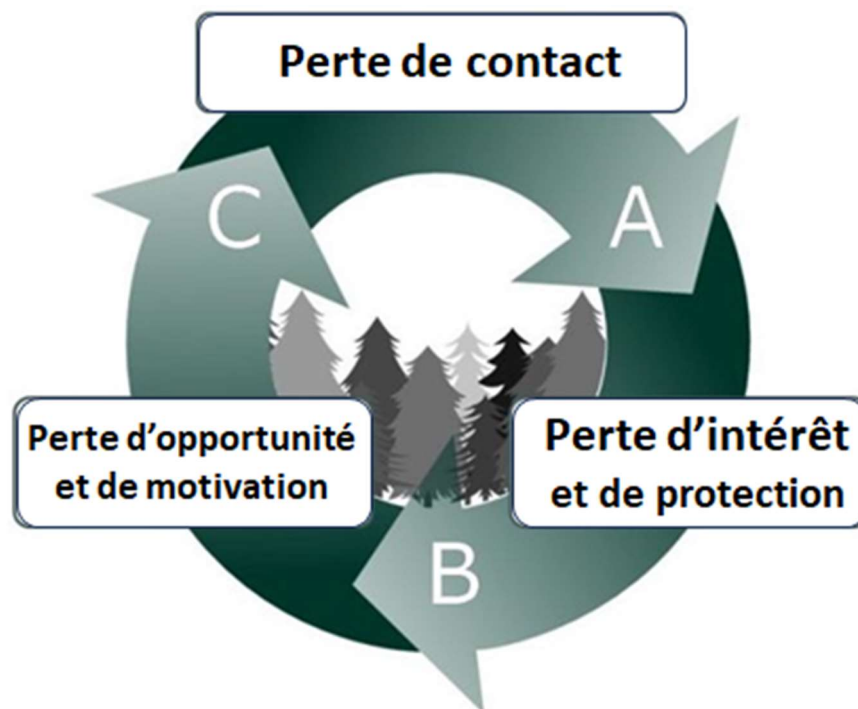 Perte de contact
C
A
Perte d’opportunité
et de motivation
Perte d’intérêt
et de protection
B